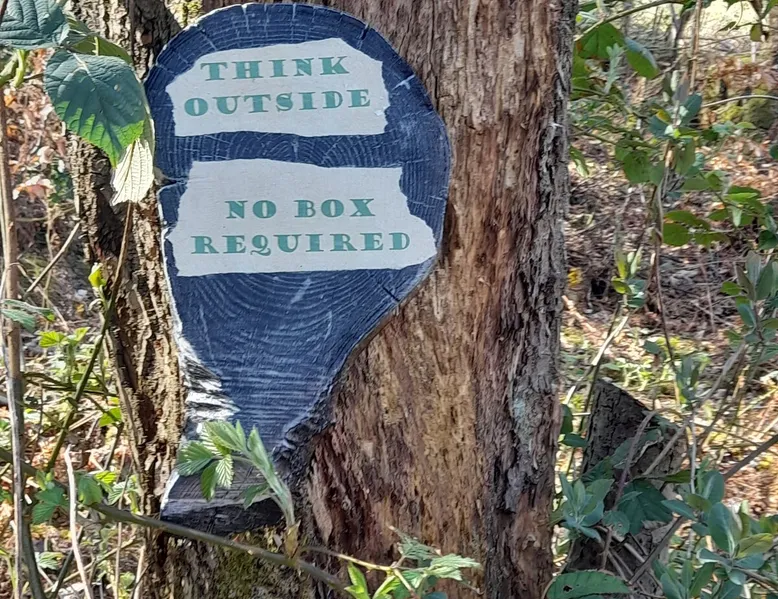 THINK
OUTSIDE
NO BOX
REQUIRED